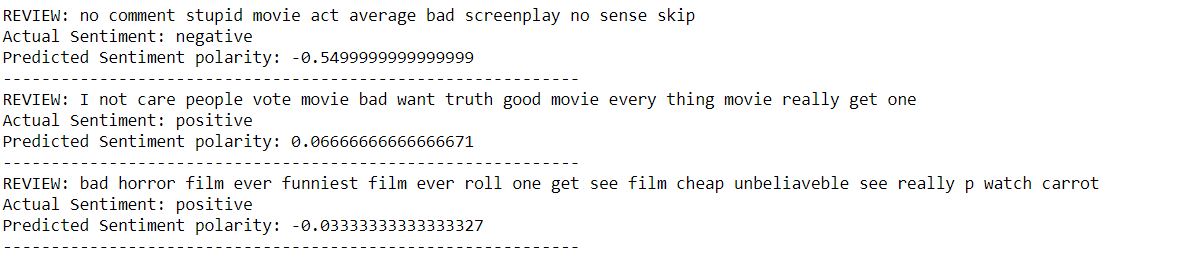 REVIEW: no comment stupid movie act average bad screenplay no sense skip
Actual Sentiment: negative
Predicted Sentiment polarity: -0.5499999999999999
------------------------------------------------------------
REVIEW: I not care people vote movie bad want truth good movie every thing movie really get one
Actual Sentiment: positive
Predicted Sentiment polarity: 0.06666666666666671
------------------------------------------------------------
REVIEW: bad horror film ever funniest film ever roll one get see film cheap unbeliaveble see really p watch carrot
Actual Sentiment: positive
Predicted Sentiment polarity: -0.03333333333333327
------------------------------------------------------------